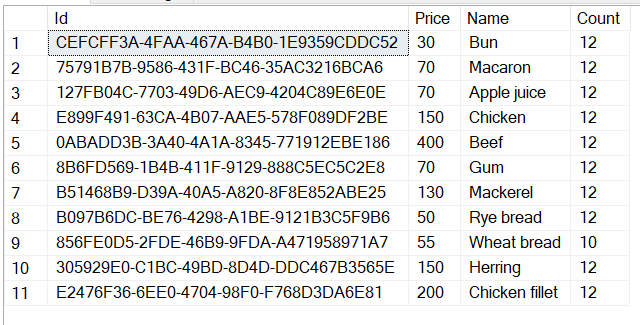 Id Price Name Count
1 CEFCFF3A-4FAA-467A-B4B0-1E9359CDDC52 30 Bun 12
2 75791B7B-9586-431F-BC46-35AC3216BCA6 70 Macaron 12
3 127FB04C-7703-49D6-AEC9-4204C89E6E0E 70 Apple juice 12
4 E899F491-63CA-4B07-AAE5-578F089DF2BE 150 Chicken 12
5 0ABADD3B-3A40-4A1A-8345-771912EBE186 400 Beef 12
6 8B6FD569-1B4B-411F-9129-888C5EC5C2E8 70 Gum 12
7 B51468B9-D39A-40A5-A820-8F8E852ABE25 130 Mackerel 12
8 B097B6DC-BE76-4298-A1BE-9121B3C5F9B6 50 Rye bread 12
9 856FE0D5-2FDE-46B9-9FDA-A471958971A7 55 Wheat bread 10
10 305929E0-C1BC-49BD-8D4D-DDC467B3565E 150 Herring 12
11 E2476F36-6EE0-4704-98F0-F768D3DA6E81 200 Chicken fillet 12